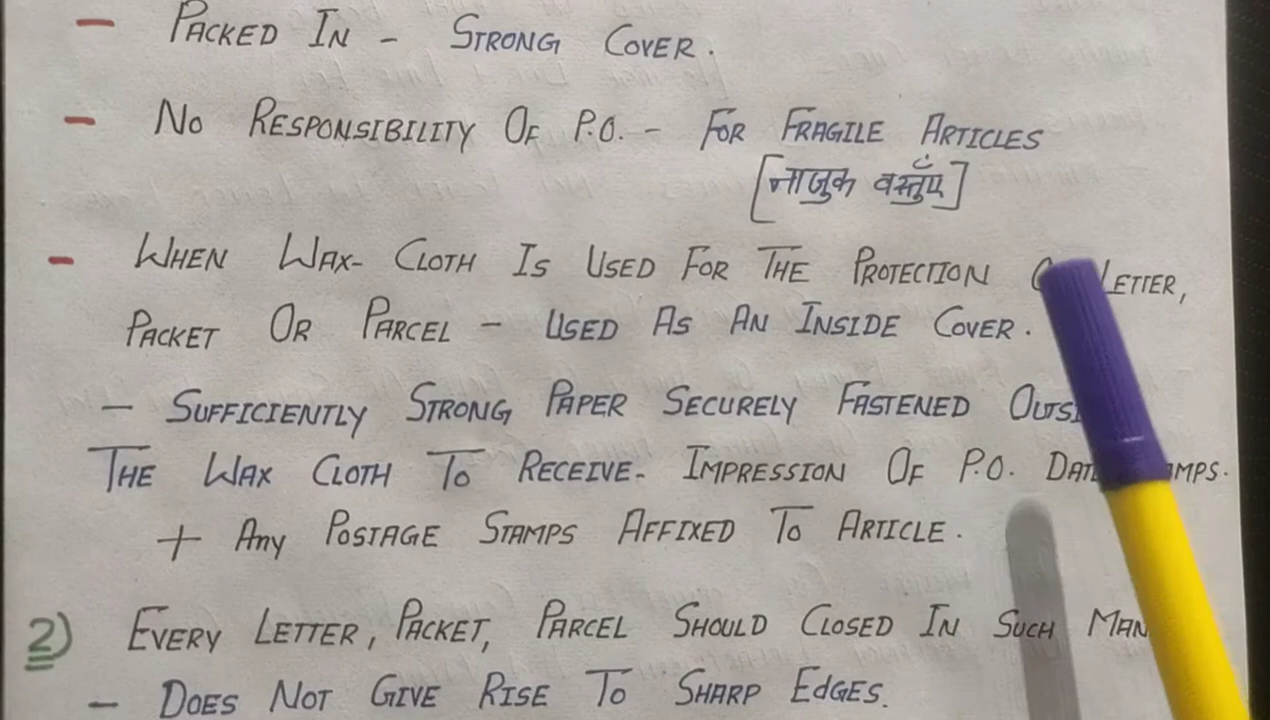 - PACKED IN - STRONG COVER.
- NO RESPONSIBILITY OF P.O. - FOR FRAGILE ARTICLES
[नाजुक वस्तुएँ]
- WHEN WAX-CLOTH IS USED FOR THE PROTECTION LETTER,
PACKET OR PARCEL - USED AS AN INSIDE COVER.
- SUFFICIENTLY STRONG PAPER SECURELY FASTENED
THE WAX CLOTH TO RECEIVE- IMPRESSION OF P.O.
+ ANY POSTAGE STAMPS AFFIXED TO ARTICLE.
2) EVERY LETTER, PACKET, PARCEL SHOULD CLOSED IN SUCH
- DOES NOT GIVE RISE TO SHARP EDGES.